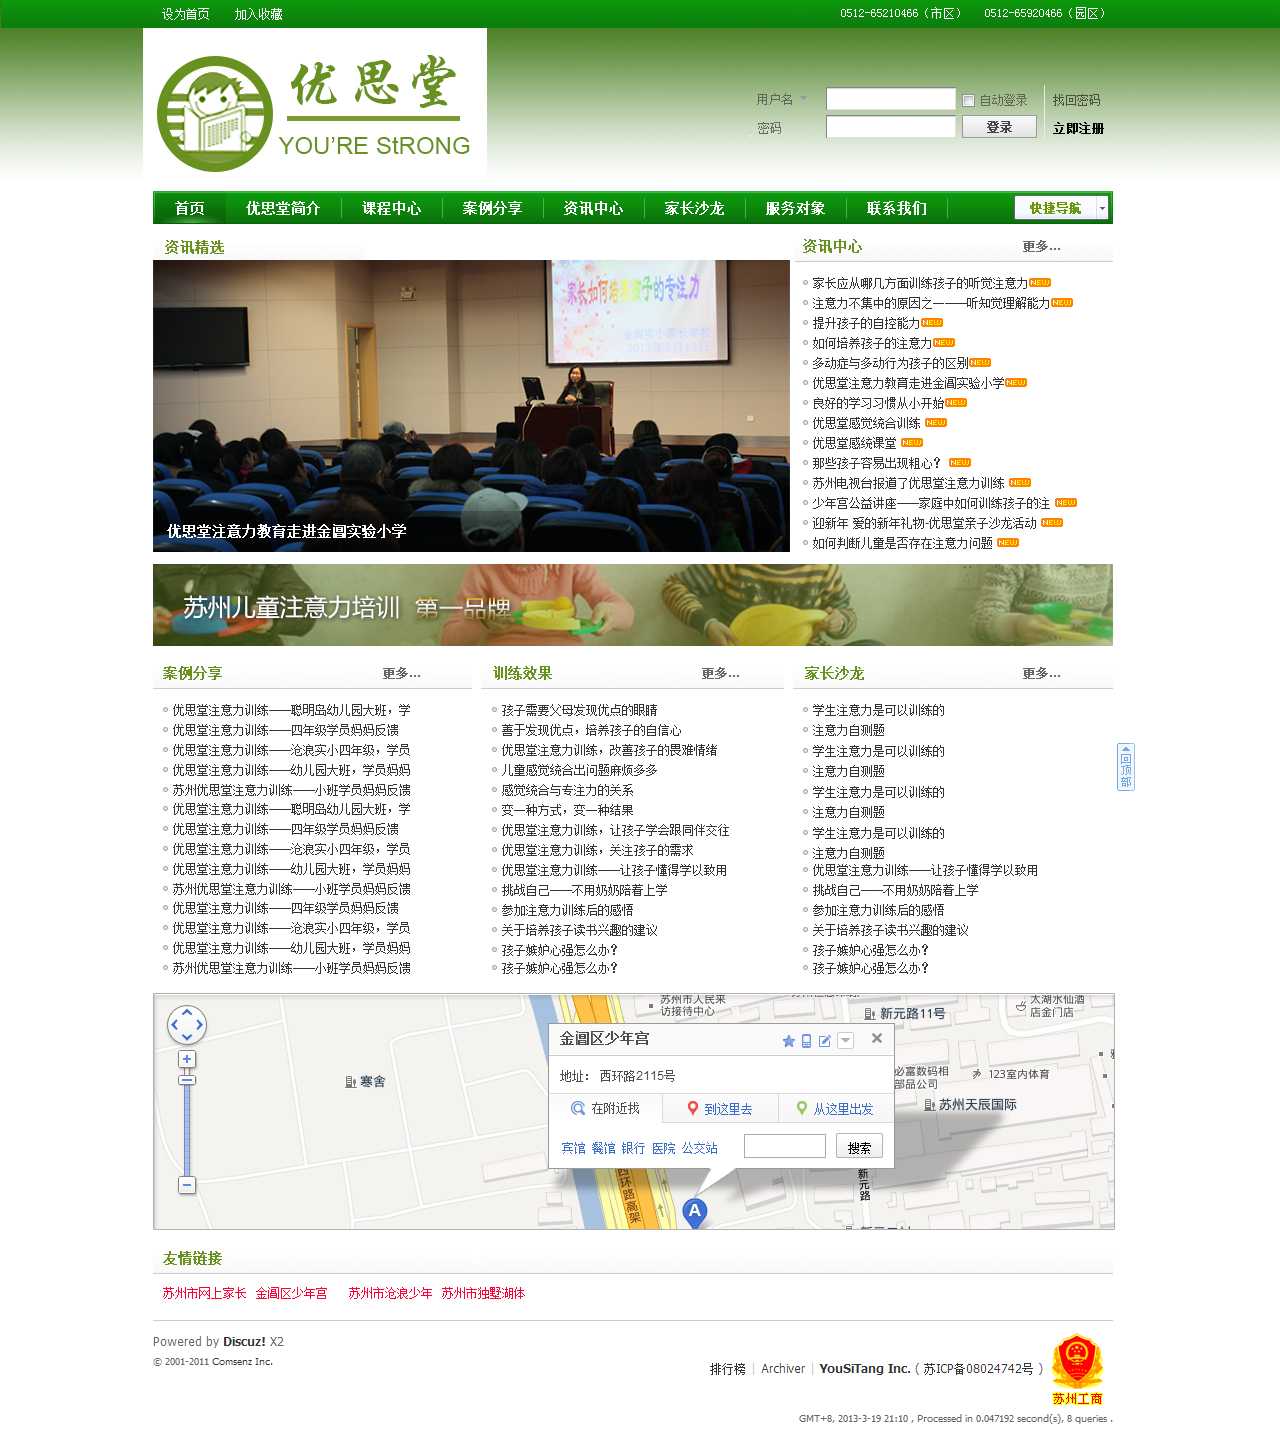 设为首页 加入收藏 0512-65210466（市区） 0512-65920466（园区）
优思堂
YOU'RE StRONG
用户名 自动登录 找回密码
密码 登录 立即注册
首页 优思堂简介 课程中心 案例分享 资讯中心 家长沙龙 服务对象 联系我们 快捷导航
资讯精选
家长如何培养孩子的专注力
金阊实小家长学校
2013年3月13日
优思堂注意力教育走进金阊实验小学
资讯中心 更多...
家长应从哪几方面训练孩子的听觉注意力NEW
注意力不集中的原因之一——听知觉理解能力NEW
提升孩子的自控能力NEW
如何培养孩子的注意力NEW
多动症与多动行为孩子的区别NEW
优思堂注意力教育走进金阊实验小学NEW
良好的学习习惯从小开始NEW
优思堂感觉统合训练 NEW
优思堂感统课堂 NEW
那些孩子容易出现粗心？ NEW
苏州电视台报道了优思堂注意力训练 NEW
少年宫公益讲座——家庭中如何训练孩子的注 NEW
迎新年 爱的新年礼物-优思堂亲子沙龙活动 NEW
如何判断儿童是否存在注意力问题 NEW
苏州儿童注意力培训 第一品牌
案例分享 更多...
优思堂注意力训练——聪明岛幼儿园大班，学
优思堂注意力训练——四年级学员妈妈反馈
优思堂注意力训练——沧浪实小四年级，学员
优思堂注意力训练——幼儿园大班，学员妈妈
苏州优思堂注意力训练——小班学员妈妈反馈
优思堂注意力训练——聪明岛幼儿园大班，学
优思堂注意力训练——四年级学员妈妈反馈
优思堂注意力训练——沧浪实小四年级，学员
优思堂注意力训练——幼儿园大班，学员妈妈
苏州优思堂注意力训练——小班学员妈妈反馈
优思堂注意力训练——四年级学员妈妈反馈
优思堂注意力训练——沧浪实小四年级，学员
优思堂注意力训练——幼儿园大班，学员妈妈
苏州优思堂注意力训练——小班学员妈妈反馈
训练效果 更多...
孩子需要父母发现优点的眼睛
善于发现优点，培养孩子的自信心
优思堂注意力训练，改善孩子的畏难情绪
儿童感觉统合出问题麻烦多多
感觉统合与专注力的关系
变一种方式，变一种结果
优思堂注意力训练，让孩子学会跟同伴交往
优思堂注意力训练，关注孩子的需求
优思堂注意力训练——让孩子懂得学以致用
挑战自己——不用奶奶陪着上学
参加注意力训练后的感悟
关于培养孩子读书兴趣的建议
孩子嫉妒心强怎么办？
孩子嫉妒心强怎么办？
家长沙龙 更多...
学生注意力是可以训练的
注意力自测题
学生注意力是可以训练的
注意力自测题
学生注意力是可以训练的
注意力自测题
学生注意力是可以训练的
注意力自测题
优思堂注意力训练——让孩子懂得学以致用
挑战自己——不用奶奶陪着上学
参加注意力训练后的感悟
关于培养孩子读书兴趣的建议
孩子嫉妒心强怎么办？
孩子嫉妒心强怎么办？
回顶部
苏州市人民来
访接待中心
新元路11号
太湖水仙酒
店金门店
寒舍
必富数码相
部品公司
123室内体育
苏州天辰国际
金阊区少年宫
地址： 西环路2115号
在附近找 到这里去 从这里出发
宾馆 餐馆 银行 医院 公交站 搜索
西环路高架
新元路
A
友情链接
苏州市网上家长 金阊区少年宫 苏州市沧浪少年 苏州市独墅湖体
Powered by Discuz! X2
© 2001-2011 Comsenz Inc.
排行榜 | Archiver | YouSiTang Inc. ( 苏ICP备08024742号 )
苏州工商
GMT+8, 2013-3-19 21:10 , Processed in 0.047192 second(s), 8 queries .